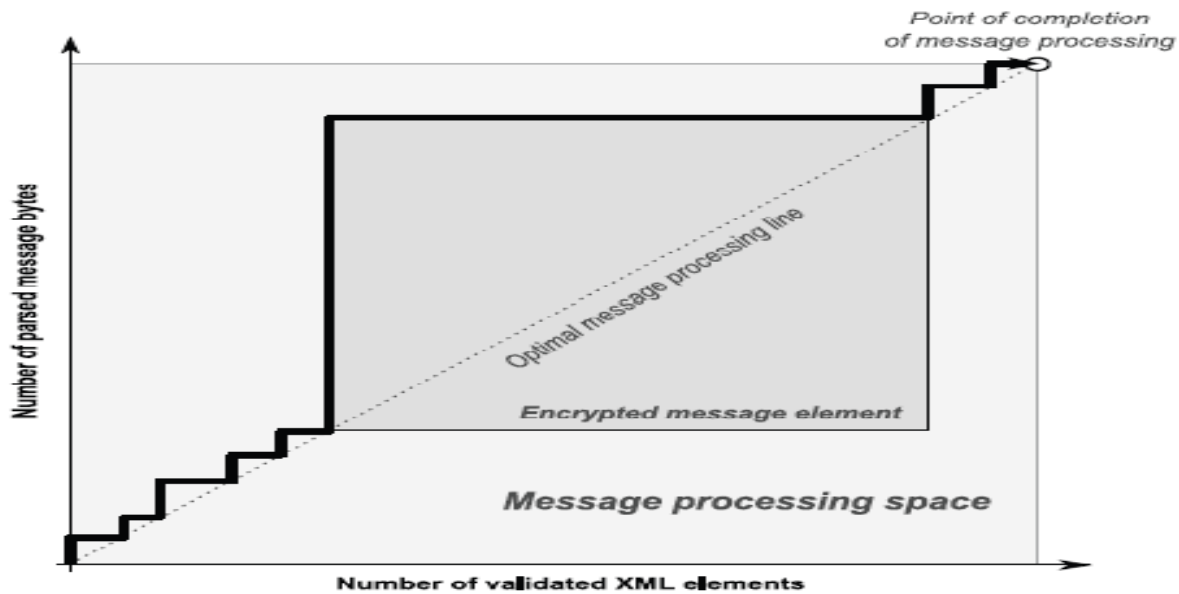 Point of completion
of message processing
Number of parsed message bytes
Optimal message processing line
Encrypted message element
Message processing space
Number of validated XML elements